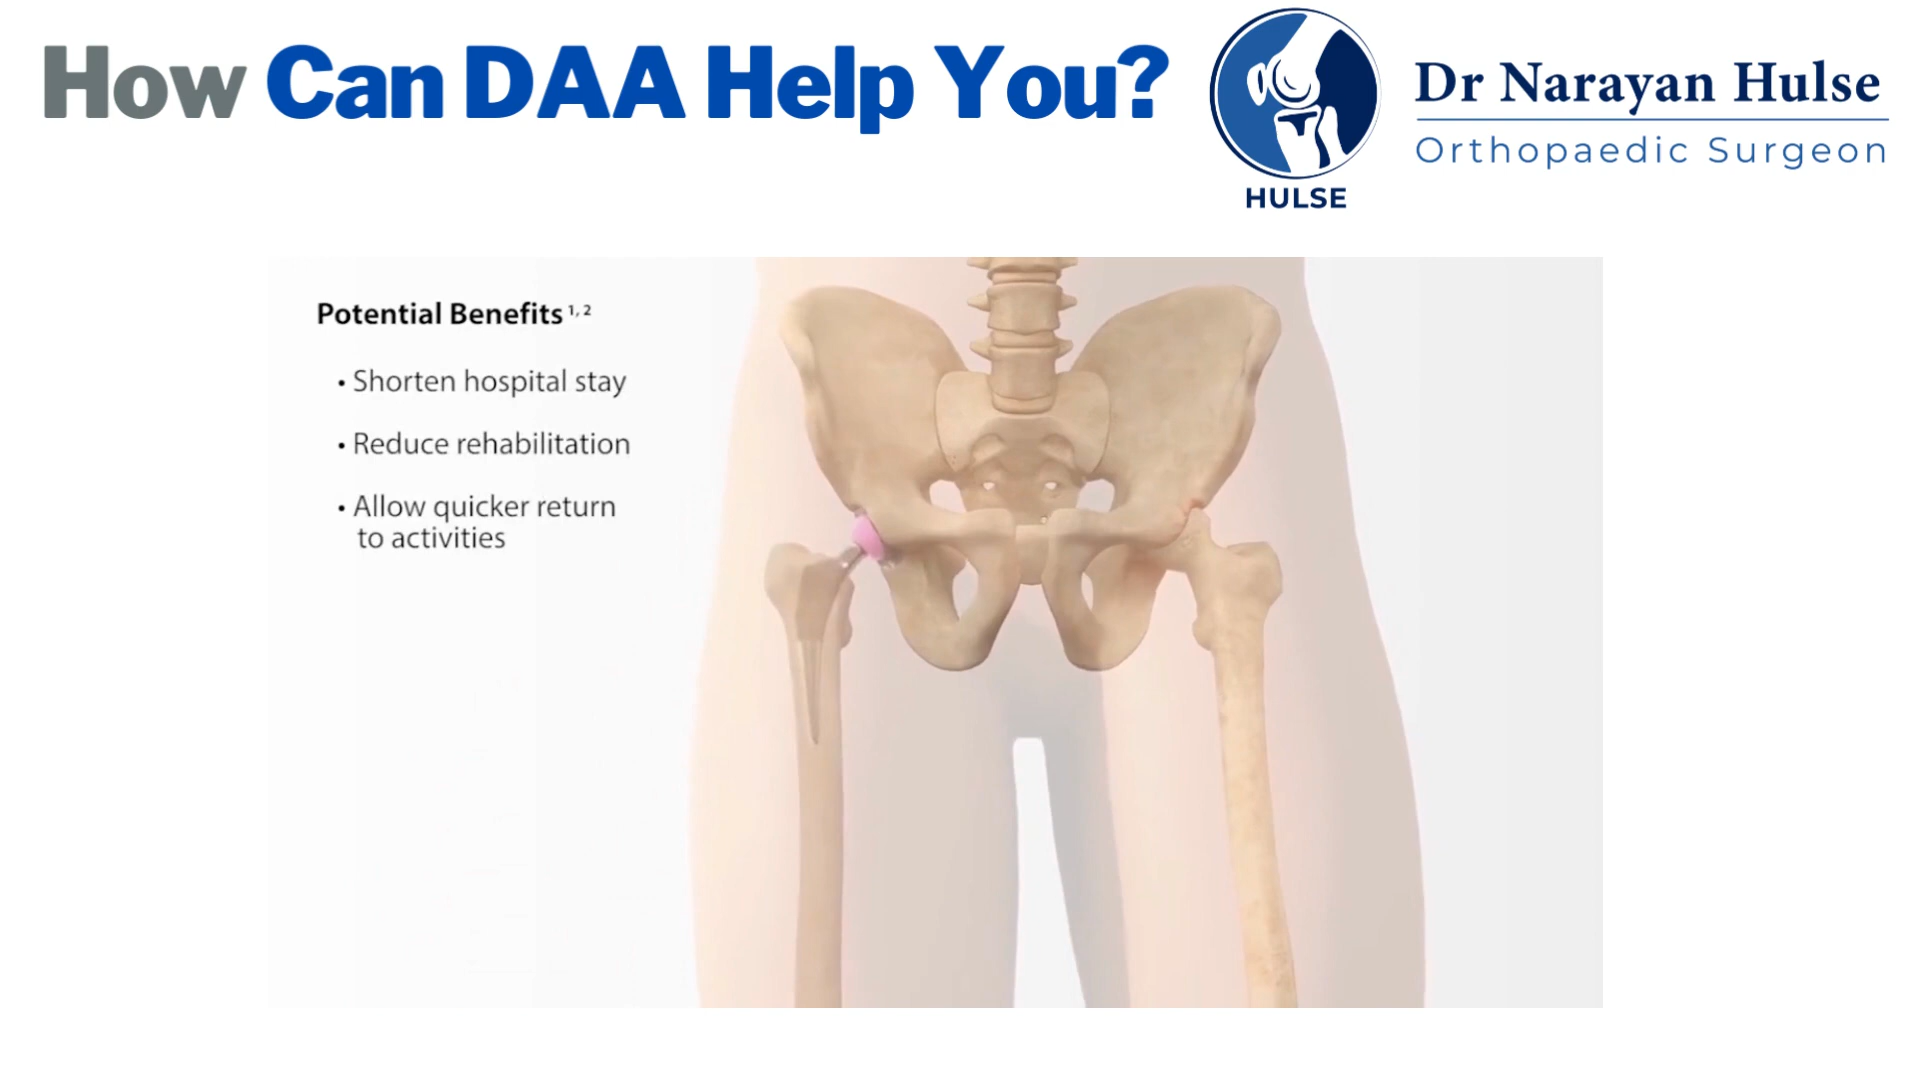 How Can DAA Help You?
HULSE
Dr Narayan Hulse
Orthopaedic Surgeon
Potential Benefits 1, 2
• Shorten hospital stay
• Reduce rehabilitation
• Allow quicker return
to activities